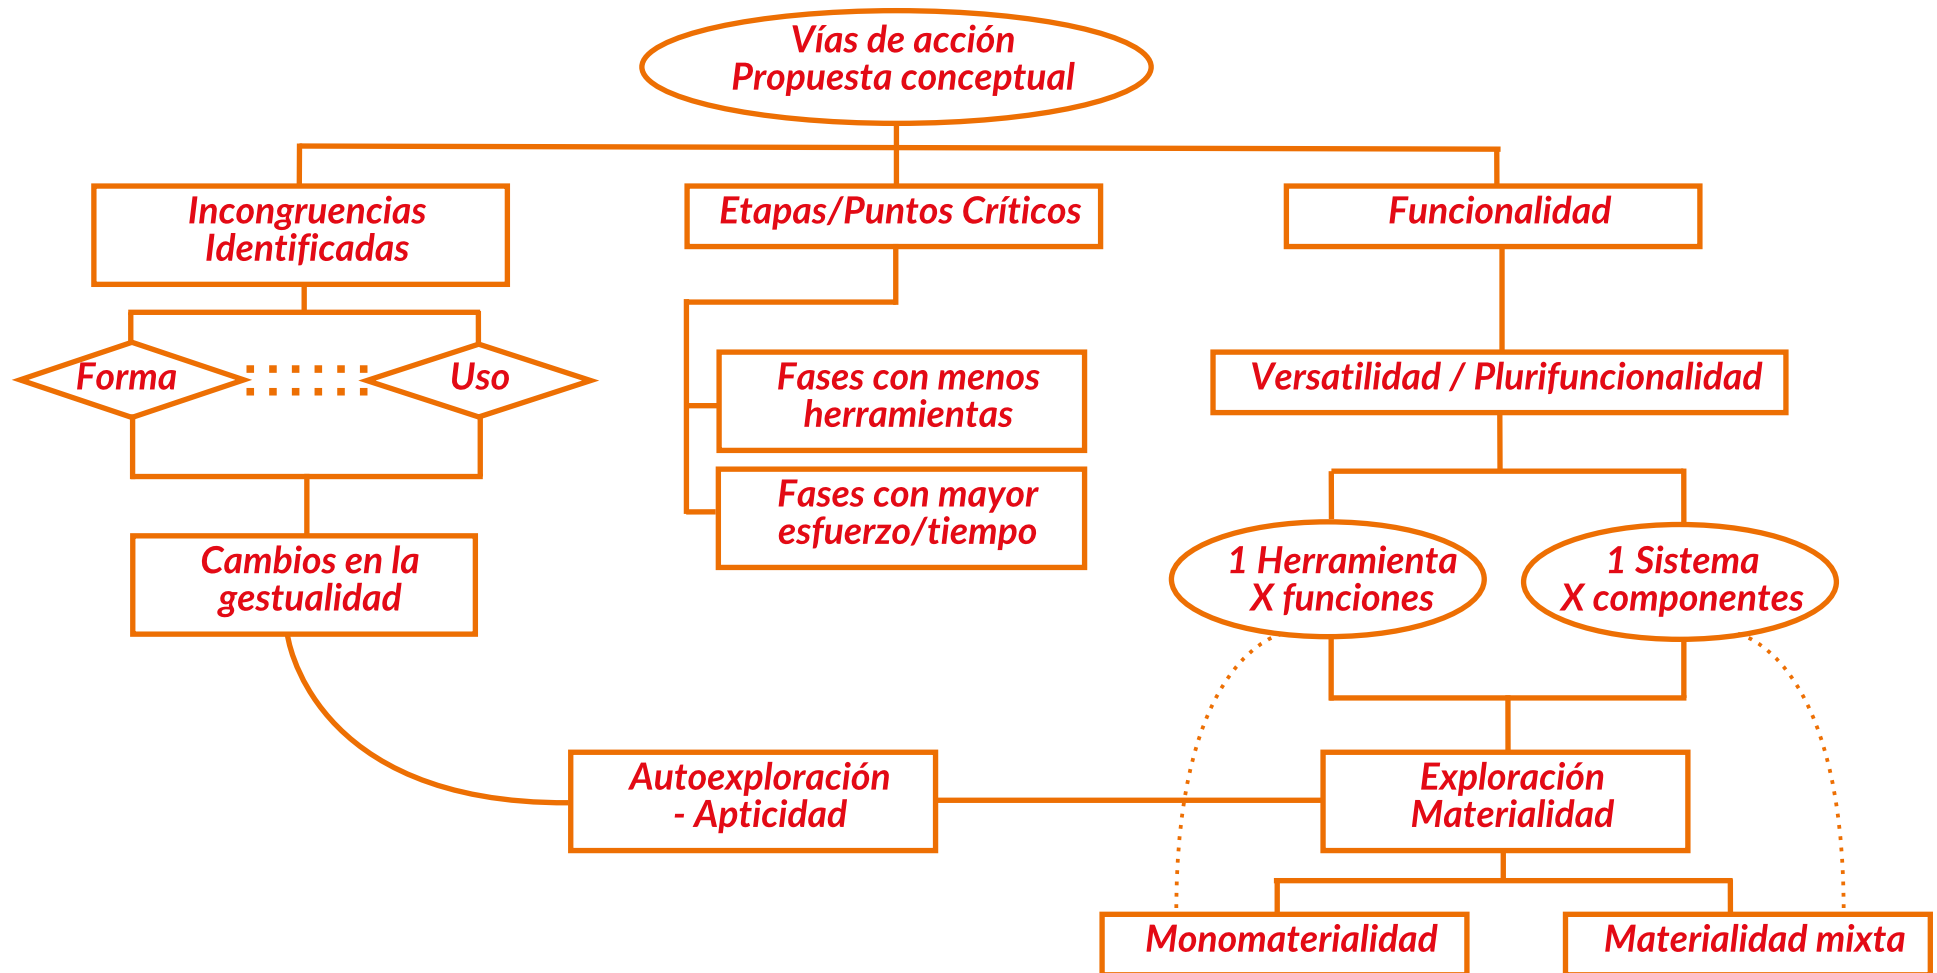 Vías de acción
Propuesta conceptual
Incongruencias
Identificadas
Etapas/Puntos Críticos
Funcionalidad
Forma
Uso
Fases con menos
herramientas
Versatilidad / Plurifuncionalidad
Fases con mayor
esfuerzo/tiempo
Cambios en la
gestualidad
1 Herramienta
X funciones
1 Sistema
X componentes
Autoexploración
- Apticidad
Exploración
Materialidad
Monomaterialidad
Materialidad mixta